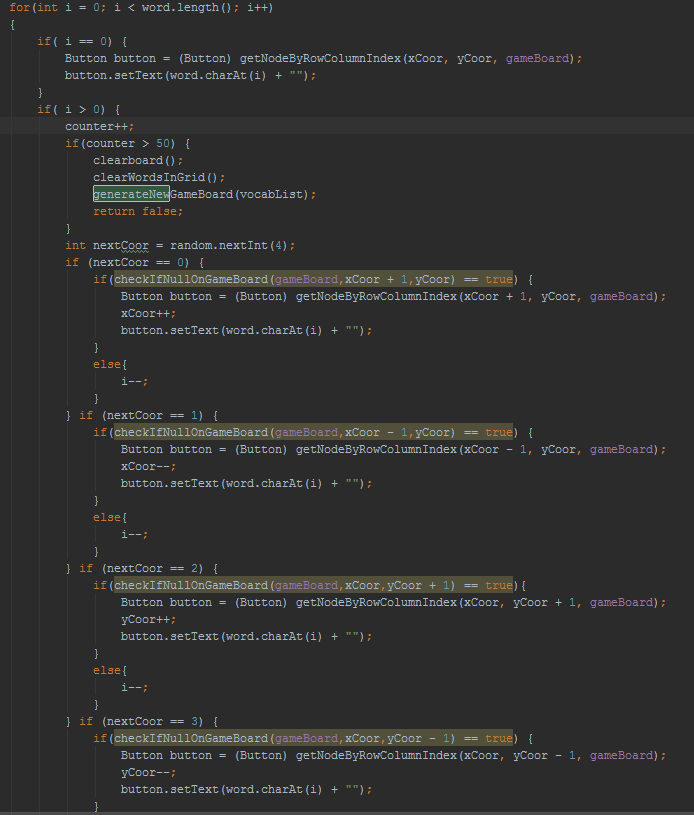 for(int i = 0; i < word.length(); i++)
{
    if( i == 0) {
        Button button = (Button) getNodeByRowColumnIndex(xCoor, yCoor, gameBoard);
        button.setText(word.charAt(i) + "");
    }
    if( i > 0) {
        counter++;
        if(counter > 50) {
            clearboard();
            clearWordsInGrid();
            generateNewGameBoard(vocabList);
            return false;
        }
        int nextCoor = random.nextInt(4);
        if (nextCoor == 0) {
            if(checkIfNullOnGameBoard(gameBoard,xCoor + 1,yCoor) == true) {
                Button button = (Button) getNodeByRowColumnIndex(xCoor + 1, yCoor, gameBoard);
                xCoor++;
                button.setText(word.charAt(i) + "");
            }
            else{
                i--;
            }
        } if (nextCoor == 1) {
            if(checkIfNullOnGameBoard(gameBoard,xCoor - 1,yCoor) == true) {
                Button button = (Button) getNodeByRowColumnIndex(xCoor - 1, yCoor, gameBoard);
                xCoor--;
                button.setText(word.charAt(i) + "");
            }
            else{
                i--;
            }
        } if (nextCoor == 2) {
            if(checkIfNullOnGameBoard(gameBoard,xCoor,yCoor + 1) == true){
                Button button = (Button) getNodeByRowColumnIndex(xCoor, yCoor + 1, gameBoard);
                yCoor++;
                button.setText(word.charAt(i) + "");
            }
            else{
                i--;
            }
        } if (nextCoor == 3) {
            if(checkIfNullOnGameBoard(gameBoard,xCoor,yCoor - 1) == true) {
                Button button = (Button) getNodeByRowColumnIndex(xCoor, yCoor - 1, gameBoard);
                yCoor--;
                button.setText(word.charAt(i) + "");
            }